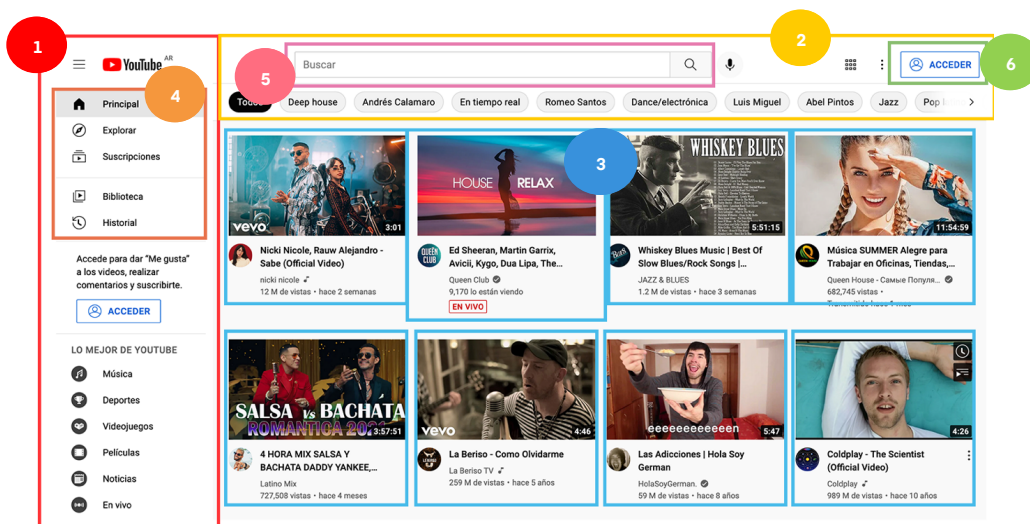 1
2
3
4
5
6
YouTube AR
Buscar
ACCEDER
Principal
Explorar
Suscripciones
Biblioteca
Historial
Accede para dar “Me gusta”
a los videos, realizar
comentarios y suscribirte.
ACCEDER
LO MEJOR DE YOUTUBE
Música
Deportes
Videojuegos
Películas
Noticias
En vivo
Deep house
Andrés Calamaro
En tiempo real
Romeo Santos
Dance/electrónica
Luis Miguel
Abel Pintos
Jazz
Pop
vevo
3:01
Nicki Nicole, Rauw Alejandro -
Sabe (Official Video)
nicki nicole
12 M de vistas • hace 2 semanas
HOUSE RELAX
QUEEN
CLUB
Ed Sheeran, Martin Garrix,
Avicii, Kygo, Dua Lipa, The...
Queen Club
9,170 lo están viendo
EN VIVO
WHISKEY BLUES
5:51:15
Whiskey Blues Music | Best Of
Slow Blues/Rock Songs |...
JAZZ & BLUES
1.2 M de vistas • hace 3 semanas
11:54:59
Música SUMMER Alegre para
Trabajar en Oficinas, Tiendas,...
Queen House - Самые Популя...
682,745 vistas •
Transmitido hace 1 mes
SALSA Vs BACHATA
ROMANTICA
3:57:51
4 HORA MIX SALSA Y
BACHATA DADDY YANKEE,...
Latino Mix
727,508 vistas • hace 4 meses
vevo
4:46
La Beriso - Como Olvidarme
La Beriso TV
259 M de vistas • hace 5 años
eeeeeeeeeeeen
5:47
Las Adicciones | Hola Soy
German
HolaSoyGerman.
59 M de vistas • hace 8 años
4:26
Coldplay - The Scientist
(Official Video)
Coldplay
989 M de vistas • hace 10 años